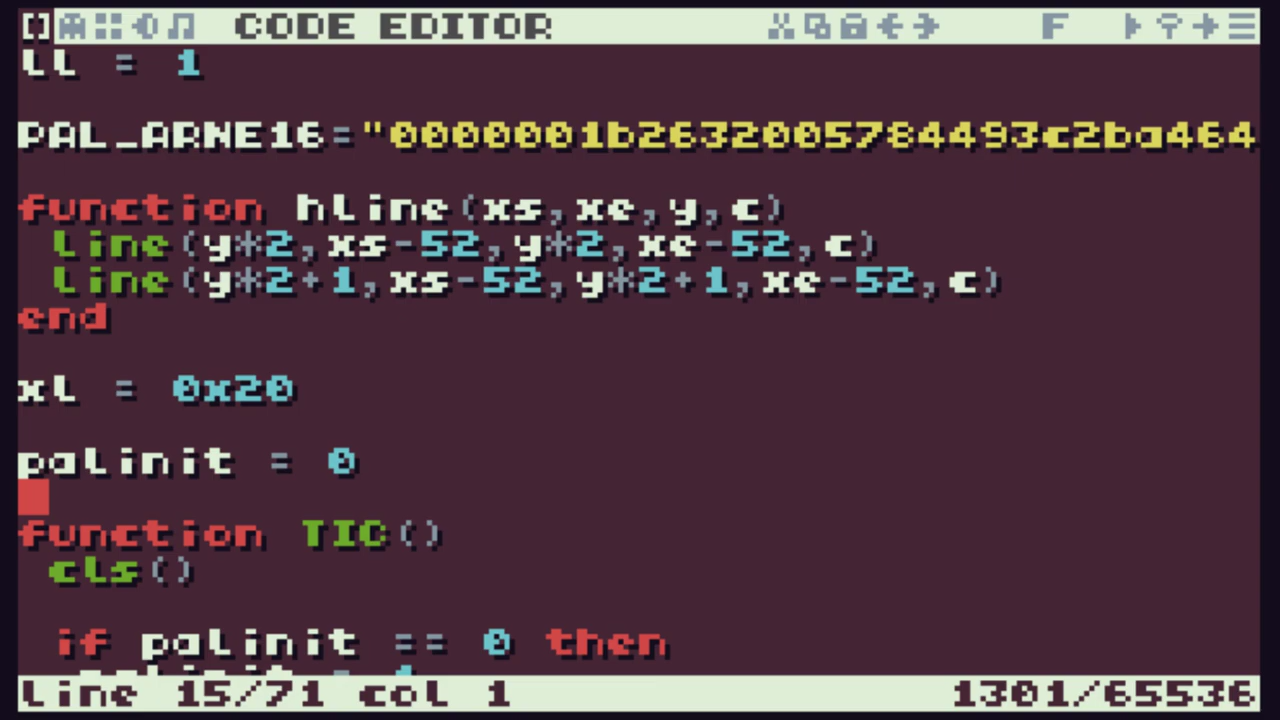 CODE EDITOR F
ll = 1
PAL_ARNE16="0000001b2632005784493c2ba464
function hline(xs,xe,y,c)
line(y*2,xs-52,y*2,xe-52,c)
line(y*2+1,xs-52,y*2+1,xe-52,c)
end
xl = 0x20
palinit = 0
function TIC()
cls()
if palinit == 0 then
palinit = 1
line 15/71 col 1 1301/65536